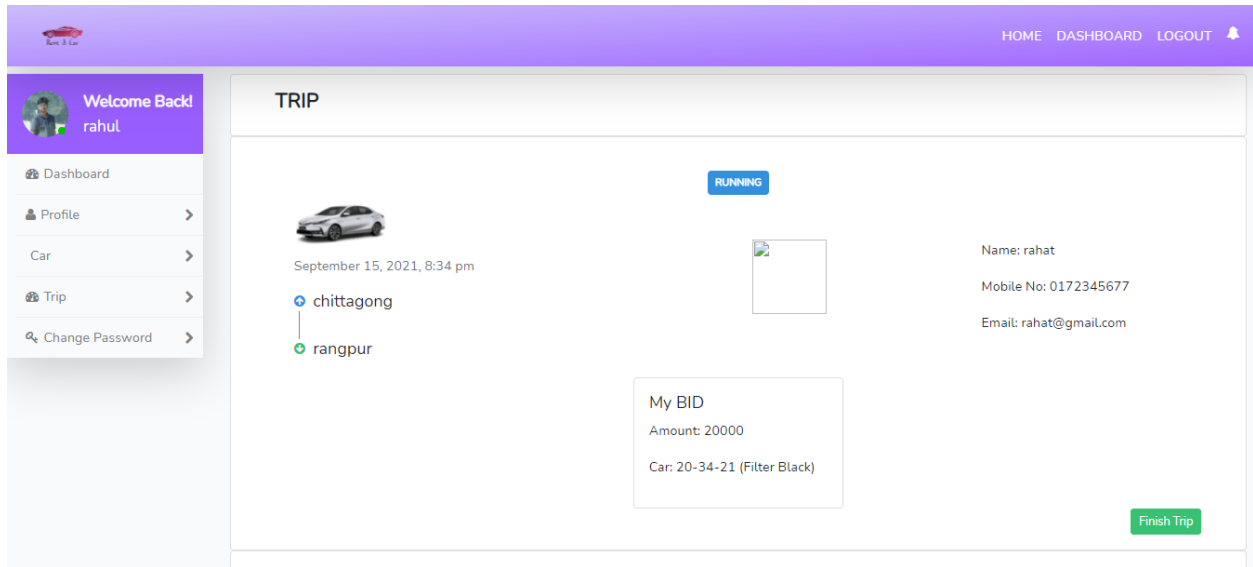 Rent A Car
HOME DASHBOARD LOGOUT
Welcome Back!
rahul
Dashboard
Profile
Car
Trip
Change Password
TRIP
RUNNING
September 15, 2021, 8:34 pm
chittagong
rangpur
Name: rahat
Mobile No: 0172345677
Email: rahat@gmail.com
My BID
Amount: 20000
Car: 20-34-21 (Filter Black)
Finish Trip